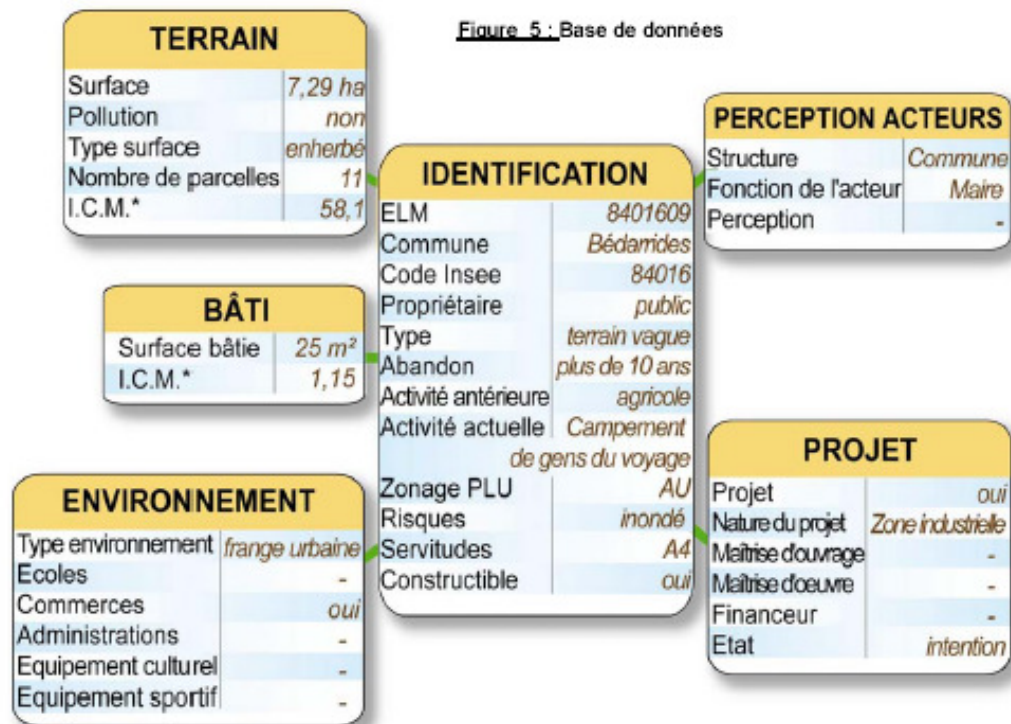 Figure 5 : Base de données
TERRAIN
Surface 7,29 ha
Pollution non
Type surface enherbé
Nombre de parcelles 11
I.C.M.* 58,1
PERCEPTION ACTEURS
Structure Commune
Fonction de l'acteur Maire
Perception -
IDENTIFICATION
ELM 8401609
Commune Bédarrides
Code Insee 84016
Propriétaire public
Type terrain vague
Abandon plus de 10 ans
Activité antérieure agricole
Activité actuelle Campement
de gens du voyage
Zonage PLU AU
Risques inondé
Servitudes A4
Constructible oui
BÂTI
Surface bâtie 25 m²
I.C.M.* 1,15
ENVIRONNEMENT
Type environnement frange urbaine
Ecoles -
Commerces oui
Administrations -
Equipement culturel -
Equipement sportif -
PROJET
Projet oui
Nature du projet Zone industrielle
Maîtrise d'ouvrage -
Maîtrise d'oeuvre -
Financeur -
Etat intention